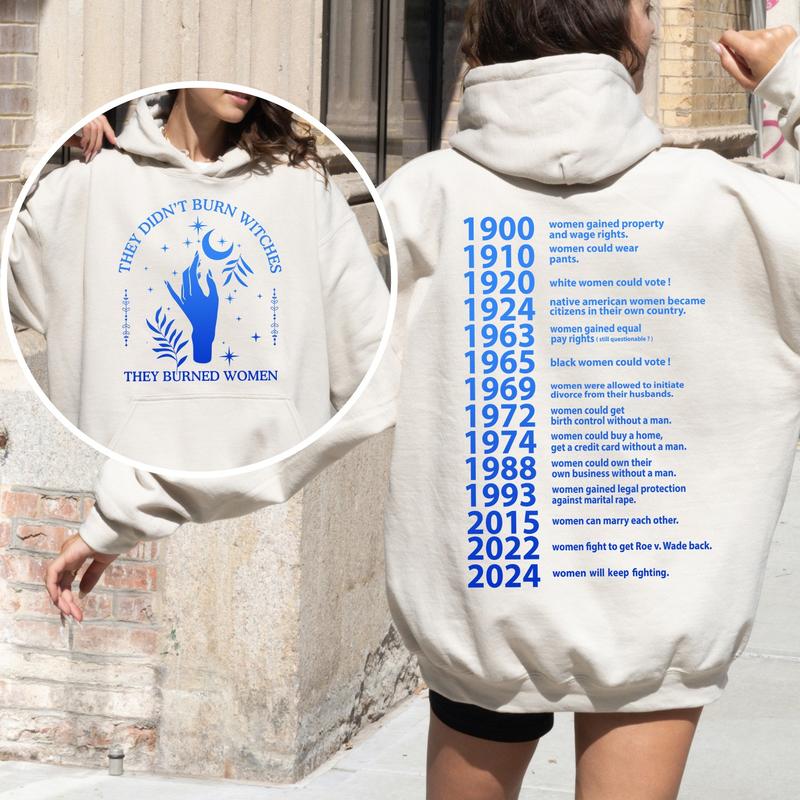 THEY DIDN'T BURN WITCHES
THEY BURNED WOMEN
1900 women gained property
and wage rights.
1910 women could wear
pants.
1920 white women could vote !
1924 native american women became
citizens in their own country.
1963 women gained equal
pay rights ( still questionable ? )
1965 black women could vote !
1969 women were allowed to initiate
divorce from their husbands.
1972 women could get
birth control without a man.
1974 women could buy a home,
get a credit card without a man.
1988 women could own their
own business without a man.
1993 women gained legal protection
against marital rape.
2015 women can marry each other.
2022 women fight to get Roe v. Wade back.
2024 women will keep fighting.